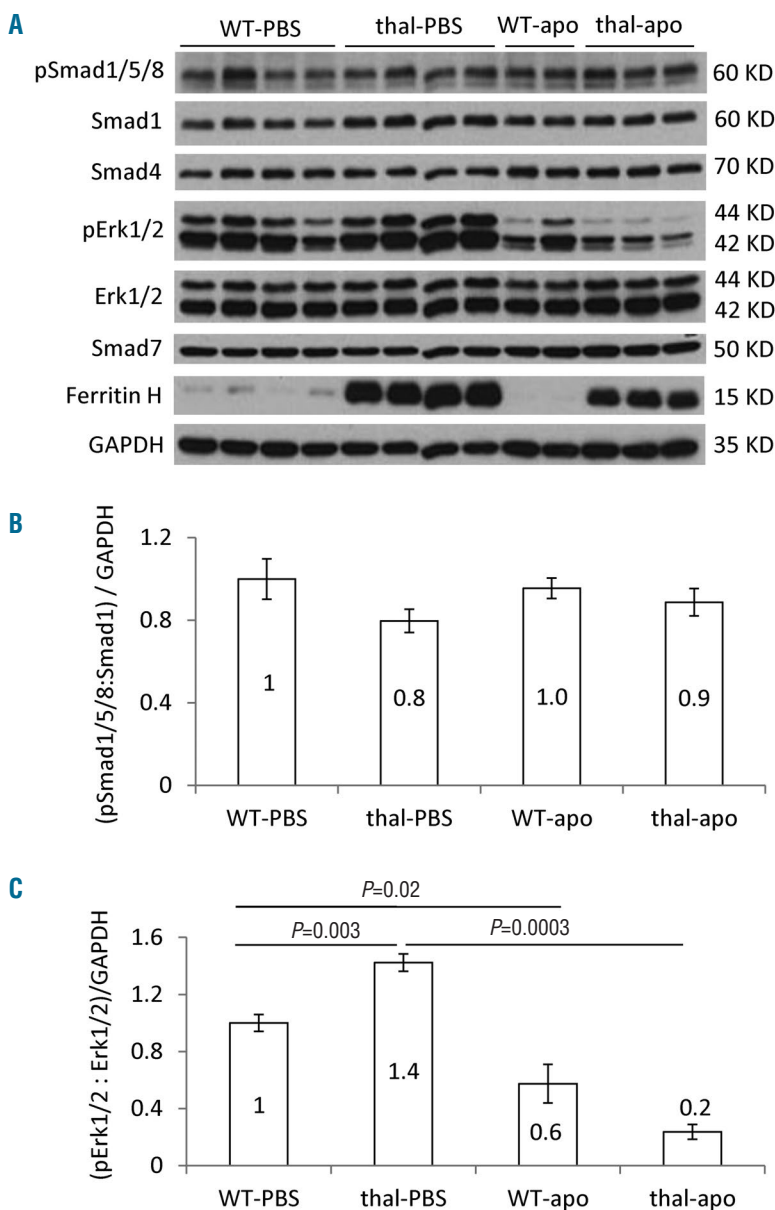 A
WT-PBS thal-PBS WT-apo thal-apo
pSmad1/5/8 60 KD
Smad1 60 KD
Smad4 70 KD
pErk1/2 44 KD
42 KD
Erk1/2 44 KD
42 KD
Smad7 50 KD
Ferritin H 15 KD
GAPDH 35 KD
B
(pSmad1/5/8:Smad1) / GAPDH
1.2
0.8
0.4
0
1 0.8 1.0 0.9
WT-PBS thal-PBS WT-apo thal-apo
C
P=0.02
P=0.003 P=0.0003
(pErk1/2 : Erk1/2)/GAPDH
1.6
1.2
0.8
0.4
0
1 1.4 0.6 0.2
WT-PBS thal-PBS WT-apo thal-apo